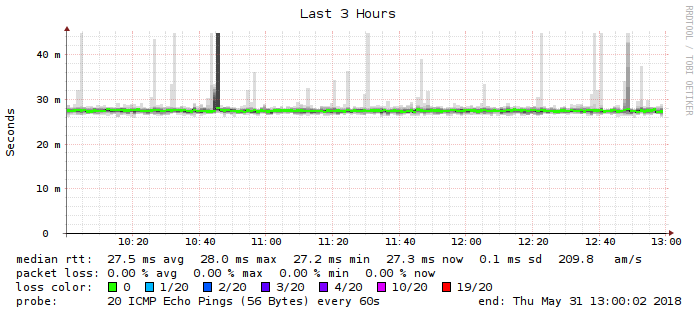 Last 3 Hours
RRDTOOL / TOBI OETIKER
Seconds
40 m
30 m
20 m
10 m
0
10:20 10:40 11:00 11:20 11:40 12:00 12:20 12:40 13:00
median rtt: 27.5 ms avg 28.0 ms max 27.2 ms min 27.3 ms now 0.1 ms sd 209.8 am/s
packet loss: 0.00 % avg 0.00 % max 0.00 % min 0.00 % now
loss color: 0 1/20 2/20 3/20 4/20 10/20 19/20
probe: 20 ICMP Echo Pings (56 Bytes) every 60s end: Thu May 31 13:00:02 2018